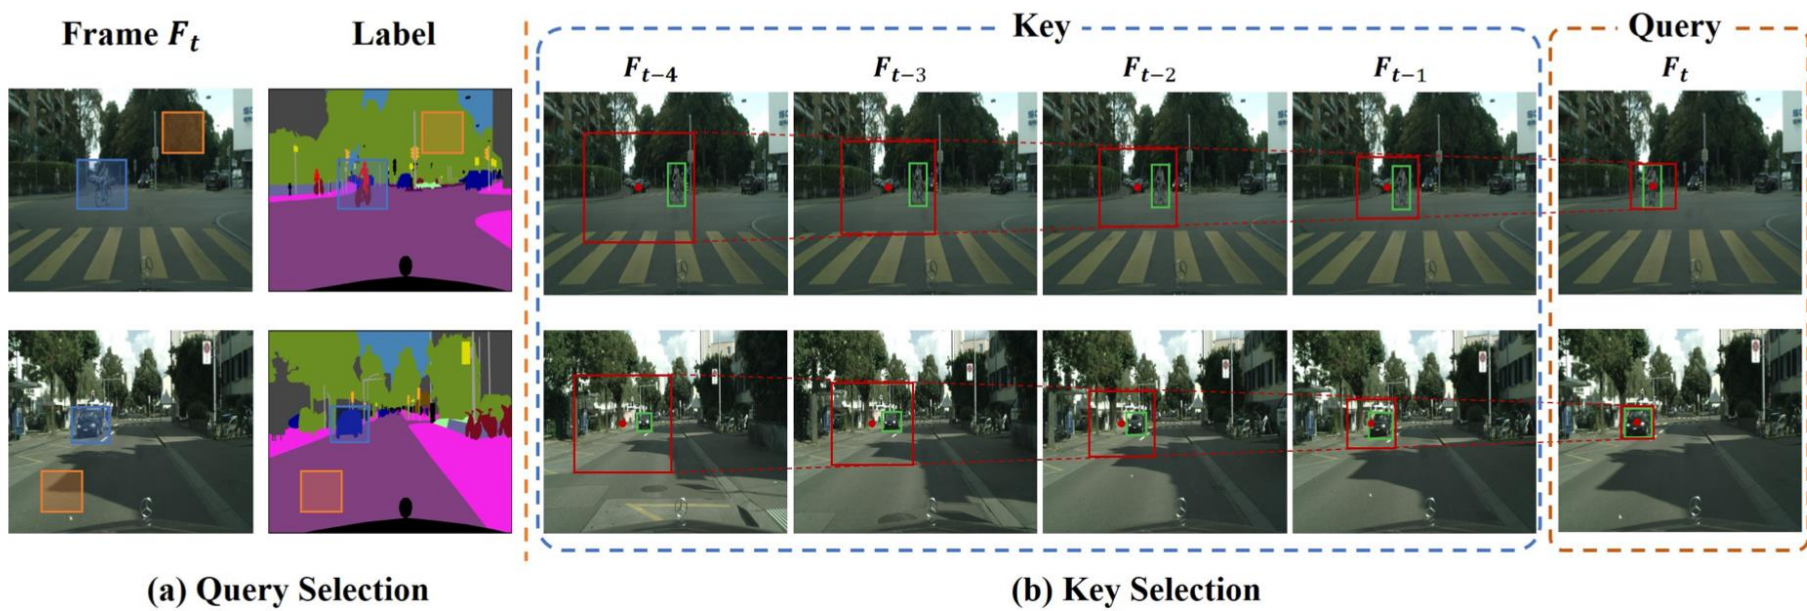 Frame F_t Label Key Query
F_{t-4} F_{t-3} F_{t-2} F_{t-1} F_t
(a) Query Selection (b) Key Selection